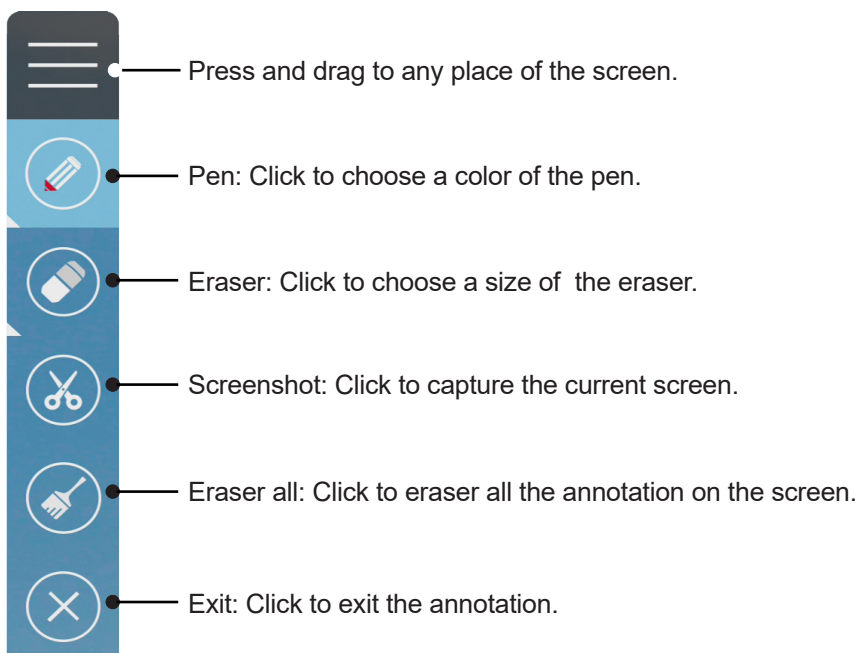 Press and drag to any place of the screen.
Pen: Click to choose a color of the pen.
Eraser: Click to choose a size of  the eraser.
Screenshot: Click to capture the current screen.
Eraser all: Click to eraser all the annotation on the screen.
Exit: Click to exit the annotation.